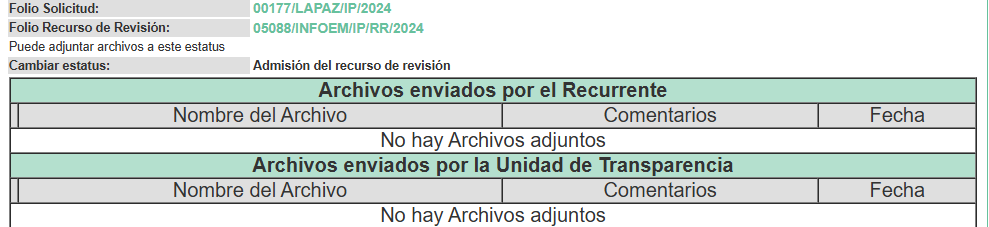 Folio Solicitud: 00177/LAPAZ/IP/2024
Folio Recurso de Revisión: 05088/INFOEM/IP/RR/2024
Puede adjuntar archivos a este estatus
Cambiar estatus: Admisión del recurso de revisión
Archivos enviados por el Recurrente
Nombre del Archivo Comentarios Fecha
No hay Archivos adjuntos
Archivos enviados por la Unidad de Transparencia
Nombre del Archivo Comentarios Fecha
No hay Archivos adjuntos